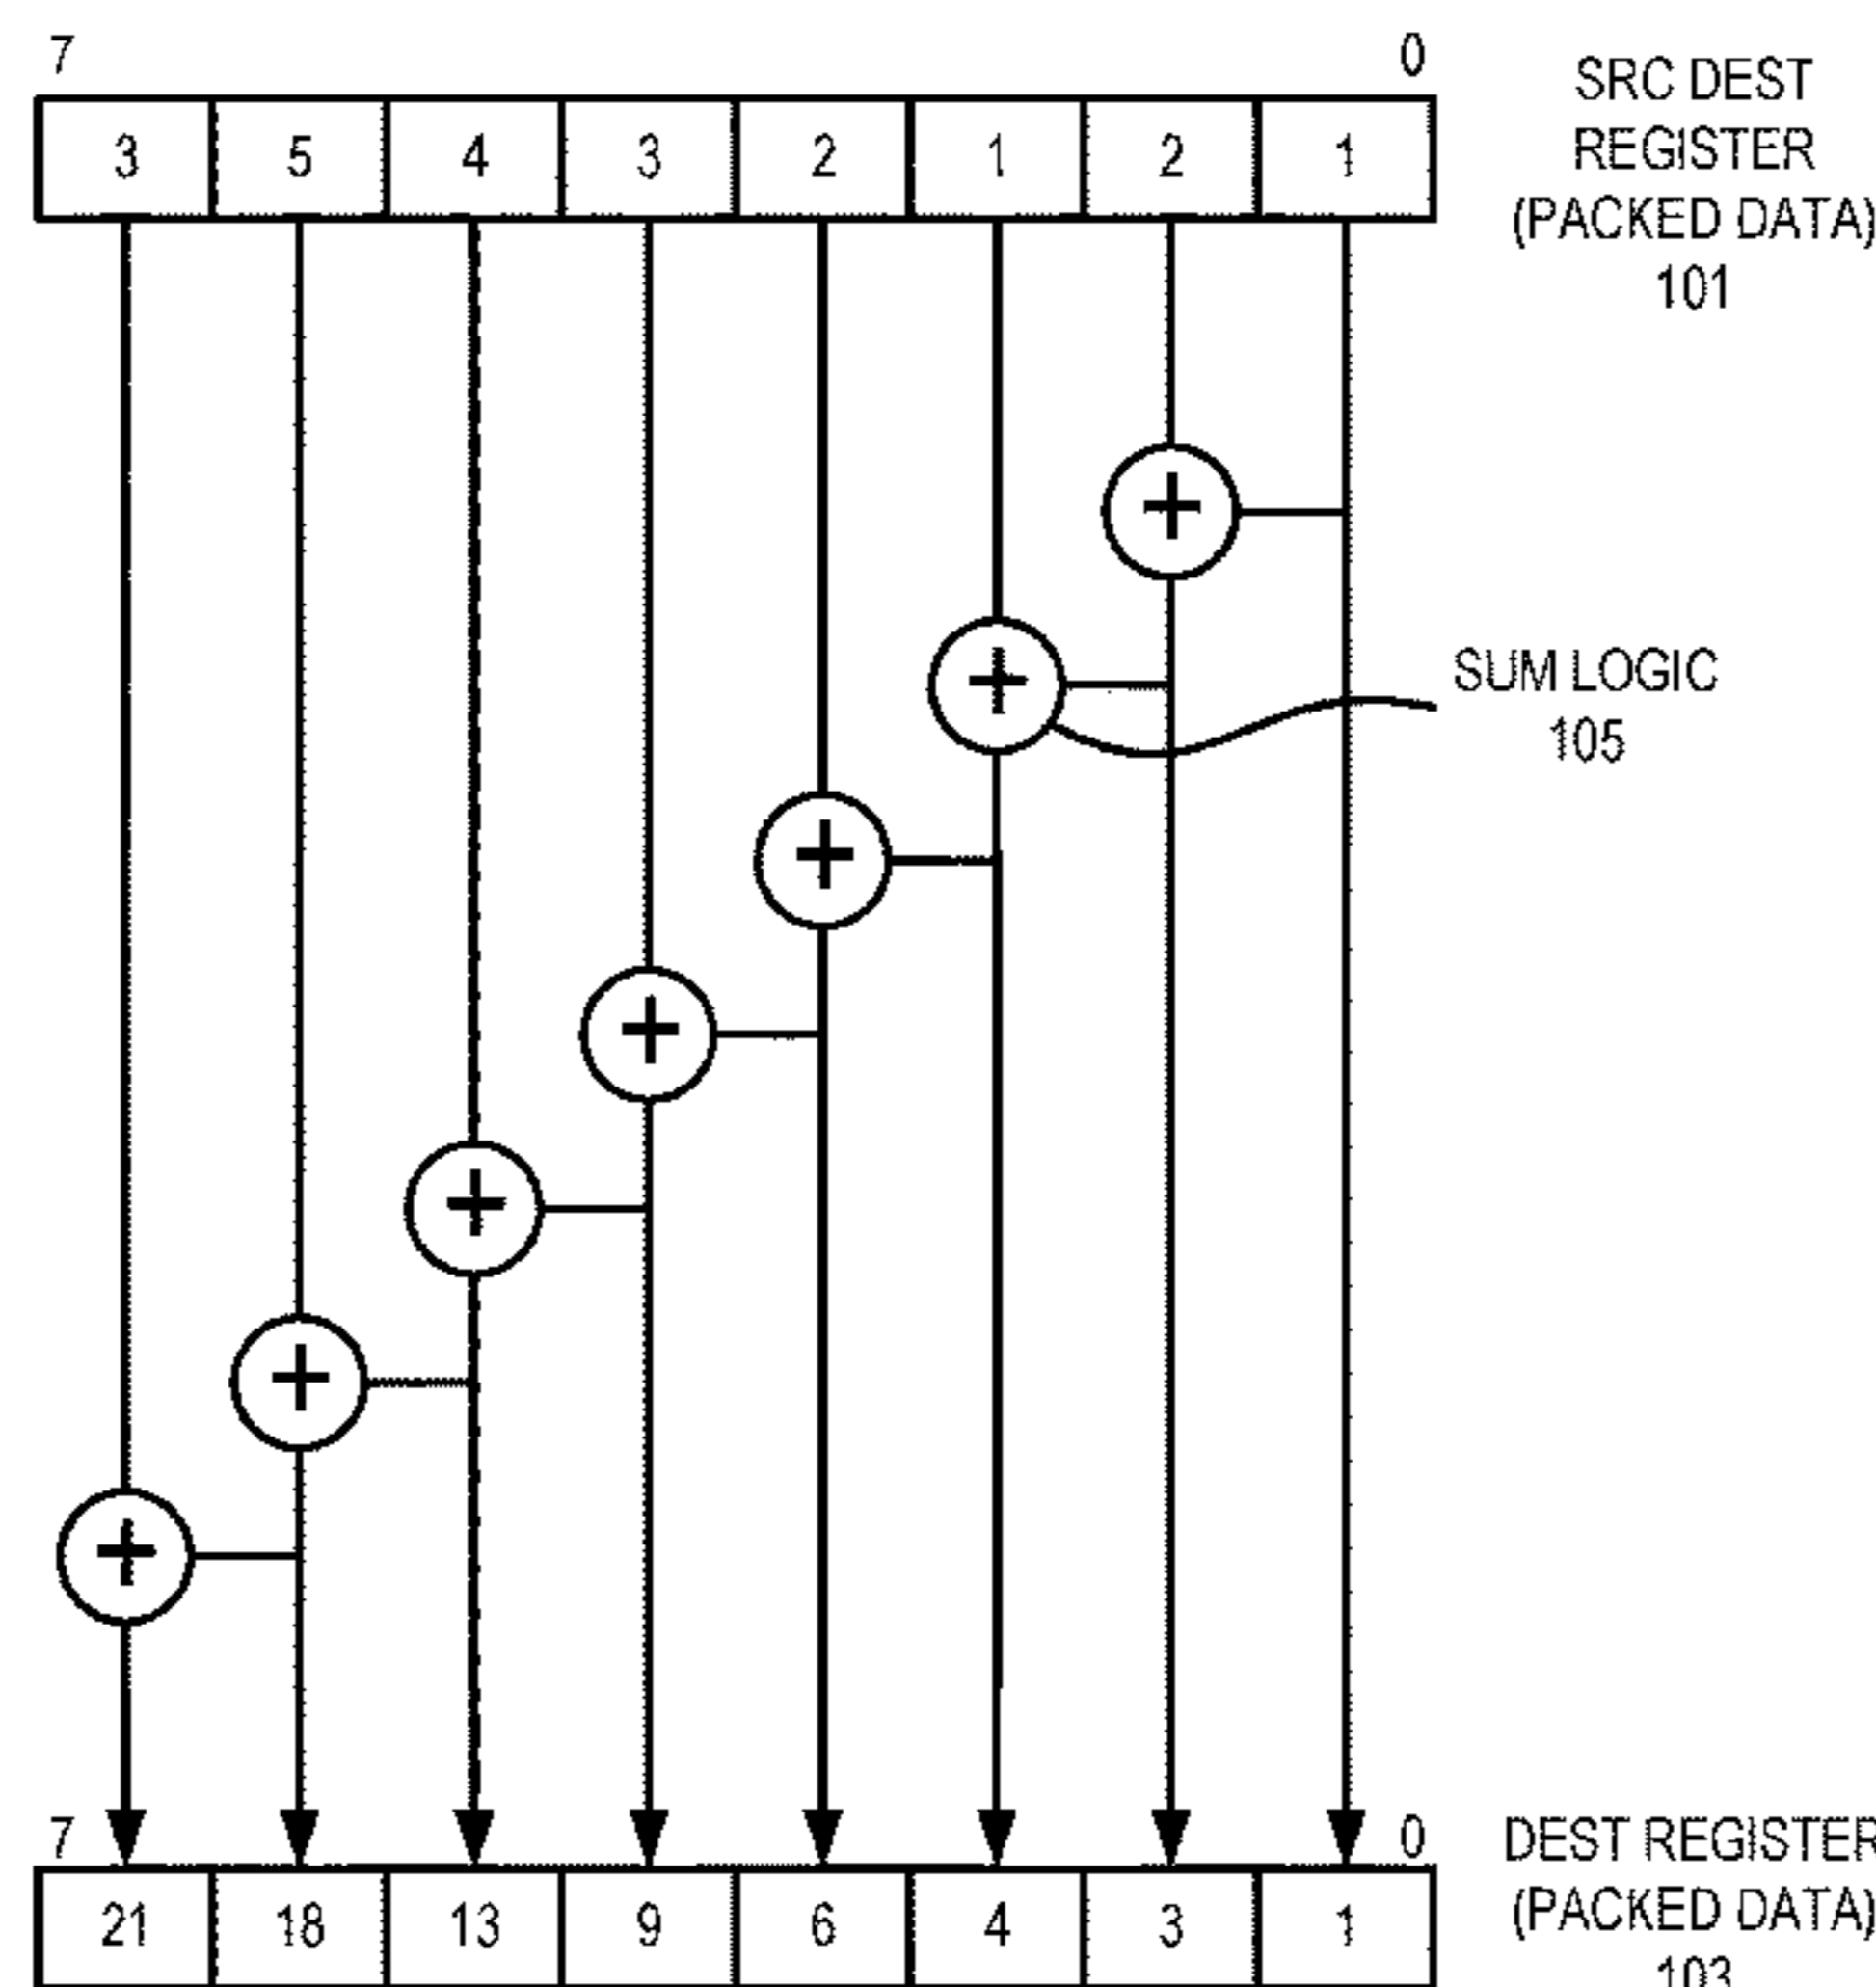 7 0
SRC DEST
REGISTER
(PACKED DATA)
101
3 5 4 3 2 1 2 1
+
+
SUM LOGIC
105
+
+
+
+
+
7 0
DEST REGISTER
(PACKED DATA)
103
21 18 13 9 6 4 3 1